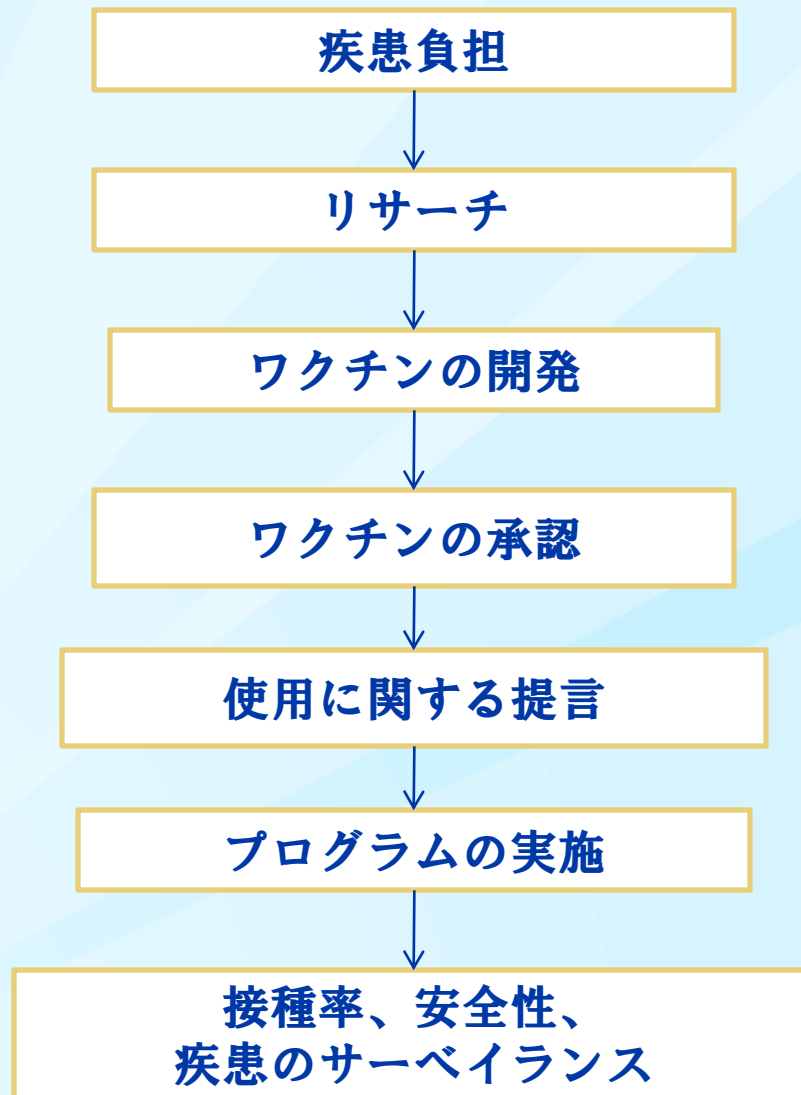 疾患負担
リサーチ
ワクチンの開発
ワクチンの承認
使用に関する提言
プログラムの実施
接種率、安全性、
疾患のサーベイランス